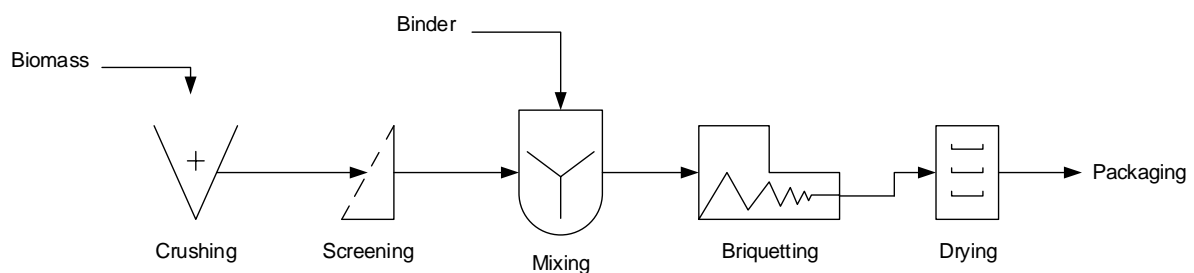 Binder
Biomass
Packaging
Crushing
Screening
Mixing
Briquetting
Drying